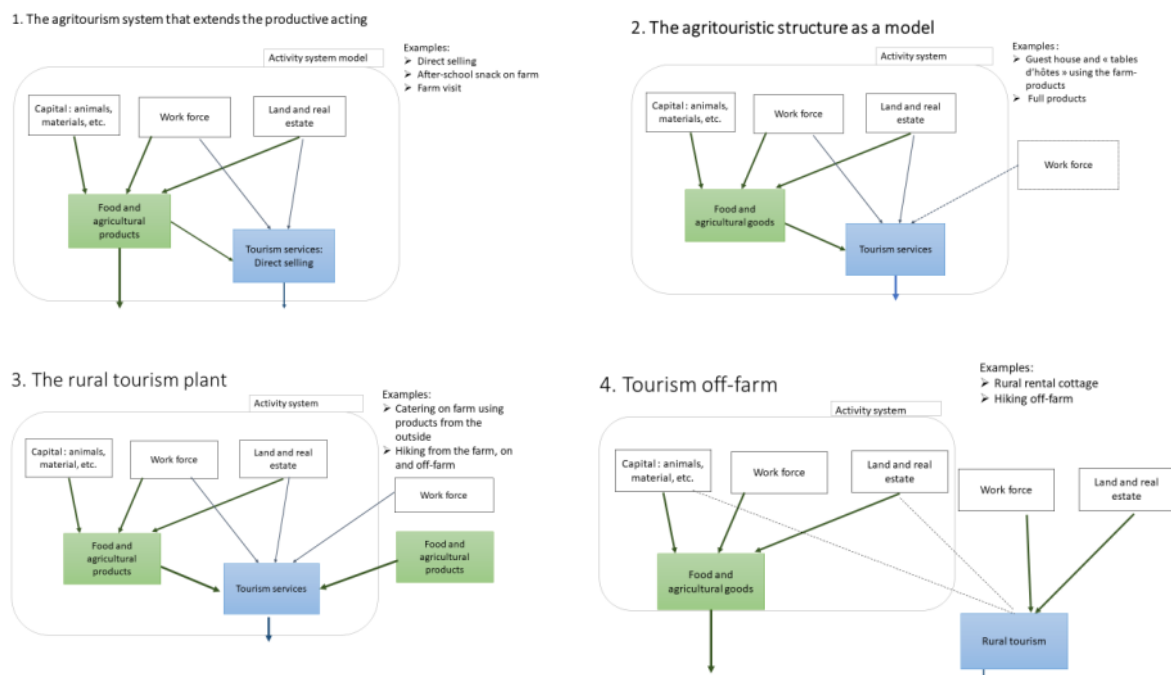 1. The agritourism system that extends the productive acting
Activity system model
Examples:
➢ Direct selling
➢ After-school snack on farm
➢ Farm visit
Capital : animals,
materials, etc.
Work force
Land and real
estate
Food and
agricultural
products
Tourism services:
Direct selling
2. The agritouristic structure as a model
Activity system
Examples :
➢ Guest house and « tables
d'hôtes » using the farm-
products
➢ Full products
Capital : animals,
materials, etc.
Work force
Land and real
estate
Work force
Food and
agricultural goods
Tourism services
3. The rural tourism plant
Activity system
Examples:
➢ Catering on farm using
products from the
outside
➢ Hiking from the farm, on
and off-farm
Capital : animals,
material, etc.
Work force
Land and real
estate
Work force
Food and
agricultural
products
Tourism services
Food and
agricultural
products
4. Tourism off-farm
Activity system
Examples:
➢ Rural rental cottage
➢ Hiking off-farm
Capital : animals,
material, etc.
Work force
Land and real
estate
Work force
Land and real
estate
Food and
agricultural goods
Rural tourism